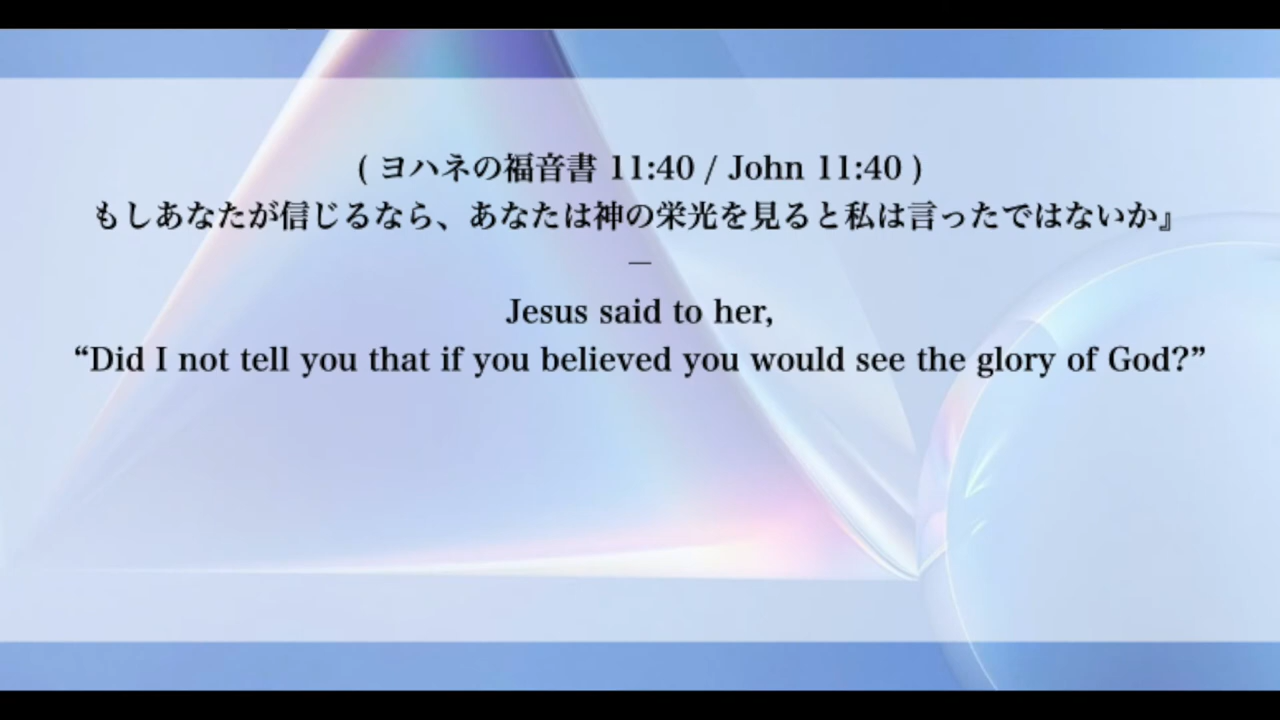 ( ヨハネの福音書 11:40 / John 11:40 )
もしあなたが信じるなら、あなたは神の栄光を見ると私は言ったではないか』
—
Jesus said to her,
“Did I not tell you that if you believed you would see the glory of God?”